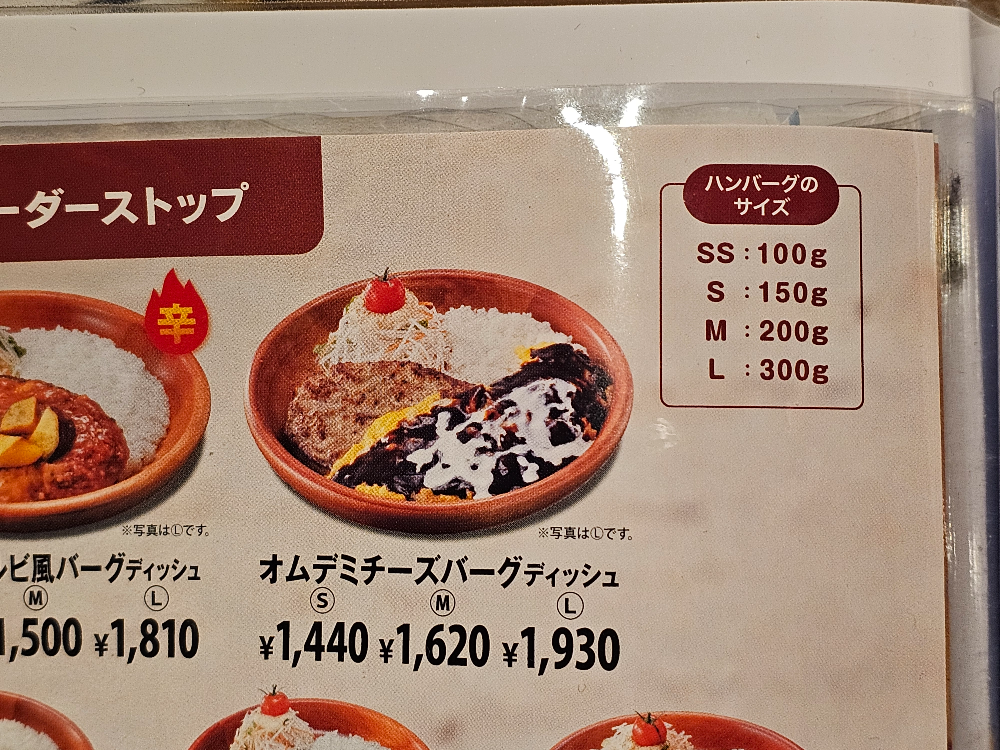 ーダーストップ
ハンバーグの
サイズ
SS：100g
S：150g
M：200g
L：300g
辛
※写真はⓁです。
※写真はⓁです。
ビ風バーグディッシュ
Ⓜ Ⓛ
1,500 ¥1,810
オムデミチーズバーグディッシュ
Ⓢ Ⓜ Ⓛ
¥1,440 ¥1,620 ¥1,930